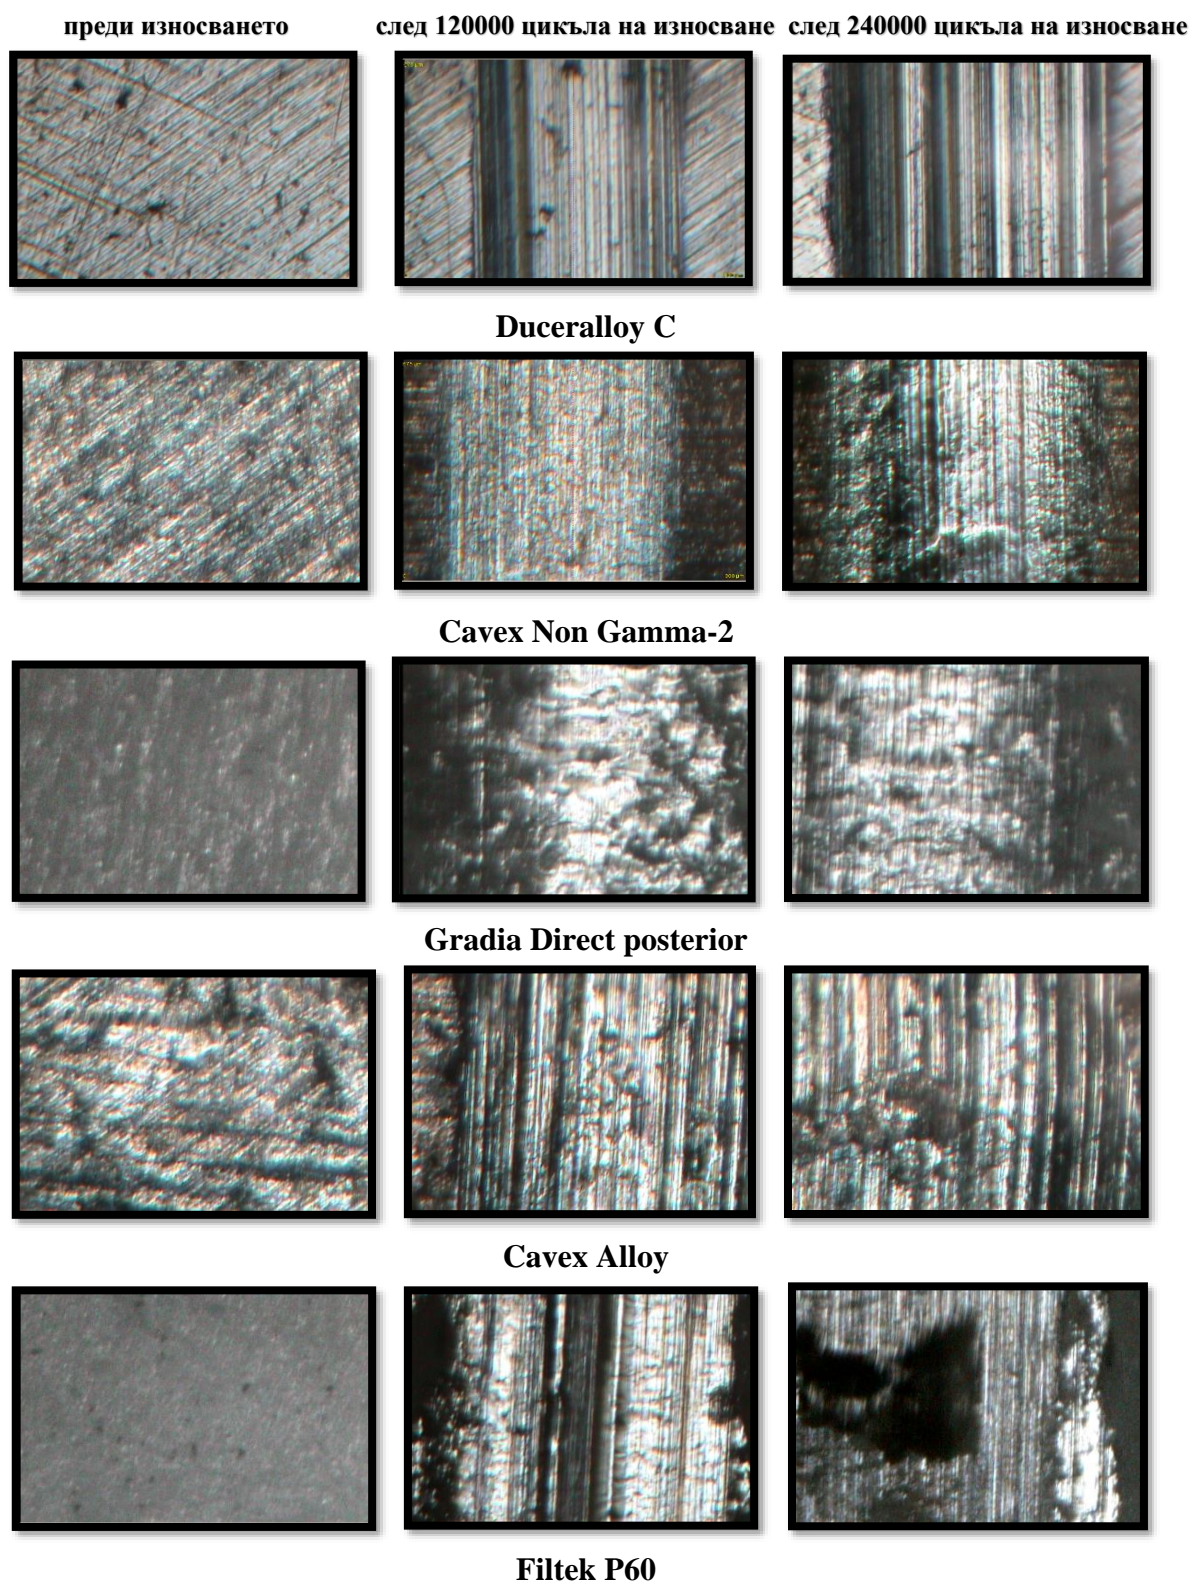 преди износването
след 120000 цикъла на износване
след 240000 цикъла на износване
Duceralloy C
Cavex Non Gamma-2
Gradia Direct posterior
Cavex Alloy
Filtek P60